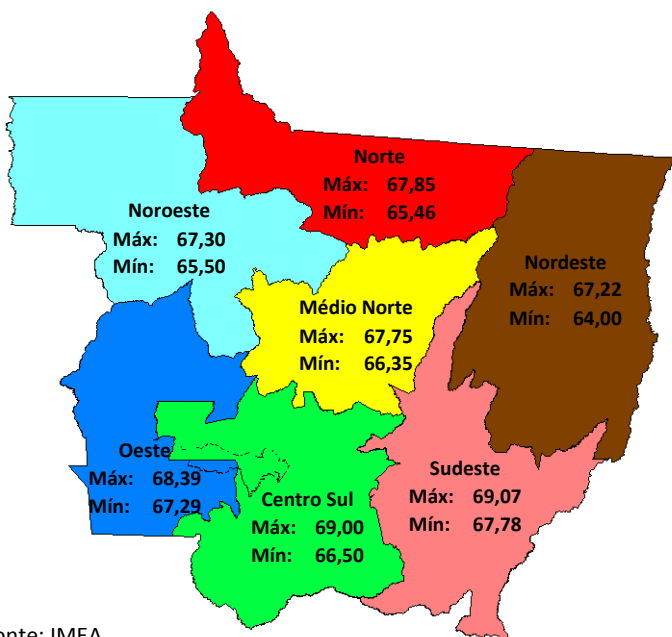 Norte
Máx: 67,85
Mín: 65,46
Noroeste
Máx: 67,30
Mín: 65,50
Nordeste
Máx: 67,22
Mín: 64,00
Médio Norte
Máx: 67,75
Mín: 66,35
Oeste
Máx: 68,39
Mín: 67,29
Centro Sul
Máx: 69,00
Mín: 66,50
Sudeste
Máx: 69,07
Mín: 67,78
onte: IMEA